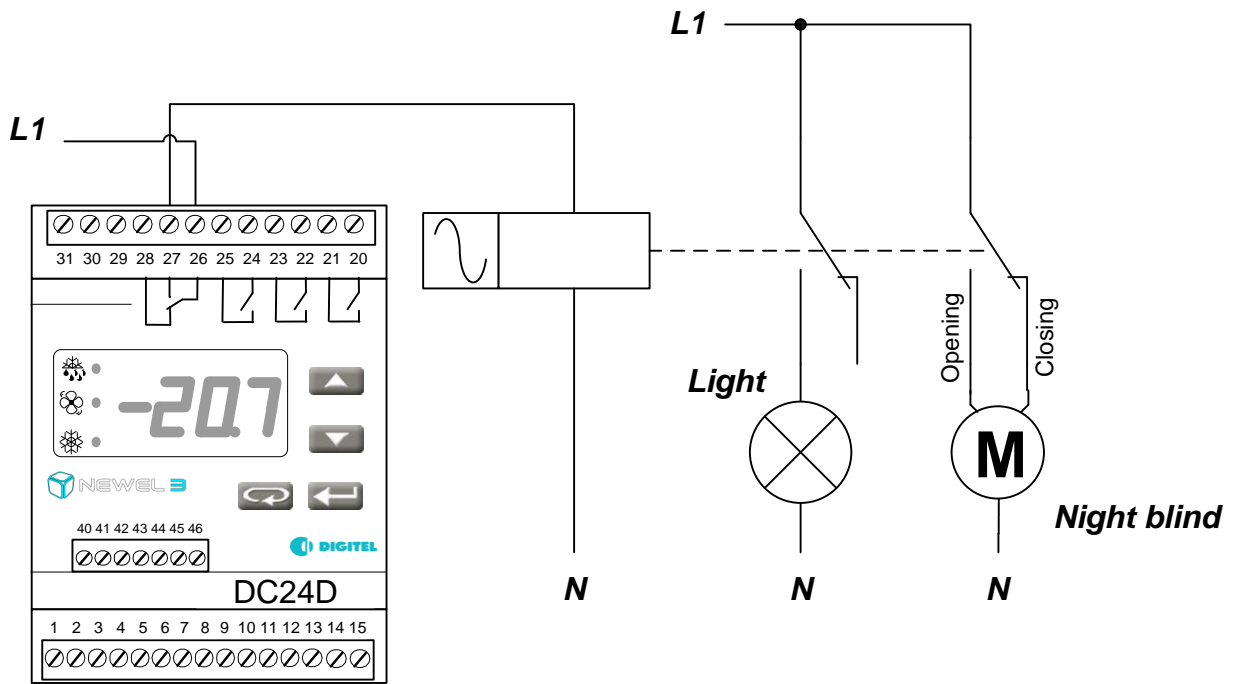 L1
L1
31 30 29 28 27 26 25 24 23 22 21 20
Opening
Closing
-20.7
Light
M
NEWEL 3
Night blind
40 41 42 43 44 45 46
DIGITEL
DC24D
N
N
N
1 2 3 4 5 6 7 8 9 10 11 12 13 14 15